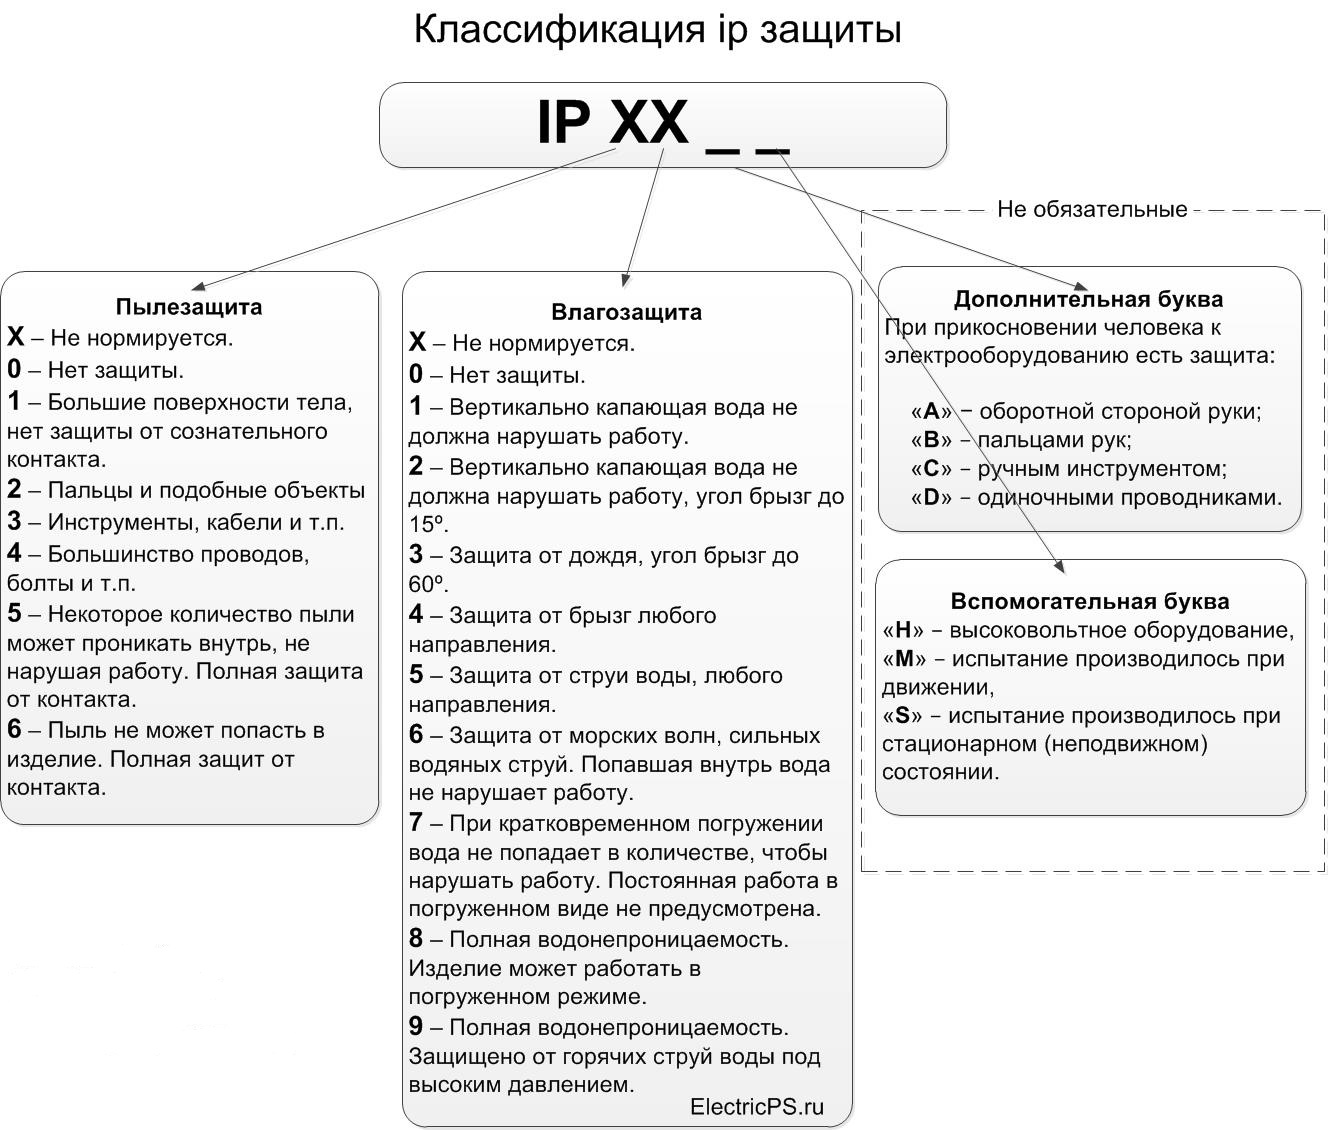 Классификация ip защиты
IP XX _ _
Не обязательные
Пылезащита
X – Не нормируется.
0 – Нет защиты.
1 – Большие поверхности тела,
нет защиты от сознательного
контакта.
2 – Пальцы и подобные объекты
3 – Инструменты, кабели и т.п.
4 – Большинство проводов,
болты и т.п.
5 – Некоторое количество пыли
может проникать внутрь, не
нарушая работу. Полная защита
от контакта.
6 – Пыль не может попасть в
изделие. Полная защит от
контакта.
Влагозащита
X – Не нормируется.
0 – Нет защиты.
1 – Вертикально капающая вода не
должна нарушать работу.
2 – Вертикально капающая вода не
должна нарушать работу, угол брызг до
15º.
3 – Защита от дождя, угол брызг до
60º.
4 – Защита от брызг любого
направления.
5 – Защита от струи воды, любого
направления.
6 – Защита от морских волн, сильных
водяных струй. Попавшая внутрь вода
не нарушает работу.
7 – При кратковременном погружении
вода не попадает в количестве, чтобы
нарушать работу. Постоянная работа в
погруженном виде не предусмотрена.
8 – Полная водонепроницаемость.
Изделие может работать в
погруженном режиме.
9 – Полная водонепроницаемость.
Защищено от горячих струй воды под
высоким давлением.
ElectricPS.ru
Дополнительная буква
При прикосновении человека к
электрооборудованию есть защита:
«A» – оборотной стороной руки;
«B» – пальцами рук;
«C» – ручным инструментом;
«D» – одиночными проводниками.
Вспомогательная буква
«H» – высоковольтное оборудование,
«M» – испытание производилось при
движении,
«S» – испытание производилось при
стационарном (неподвижном)
состоянии.